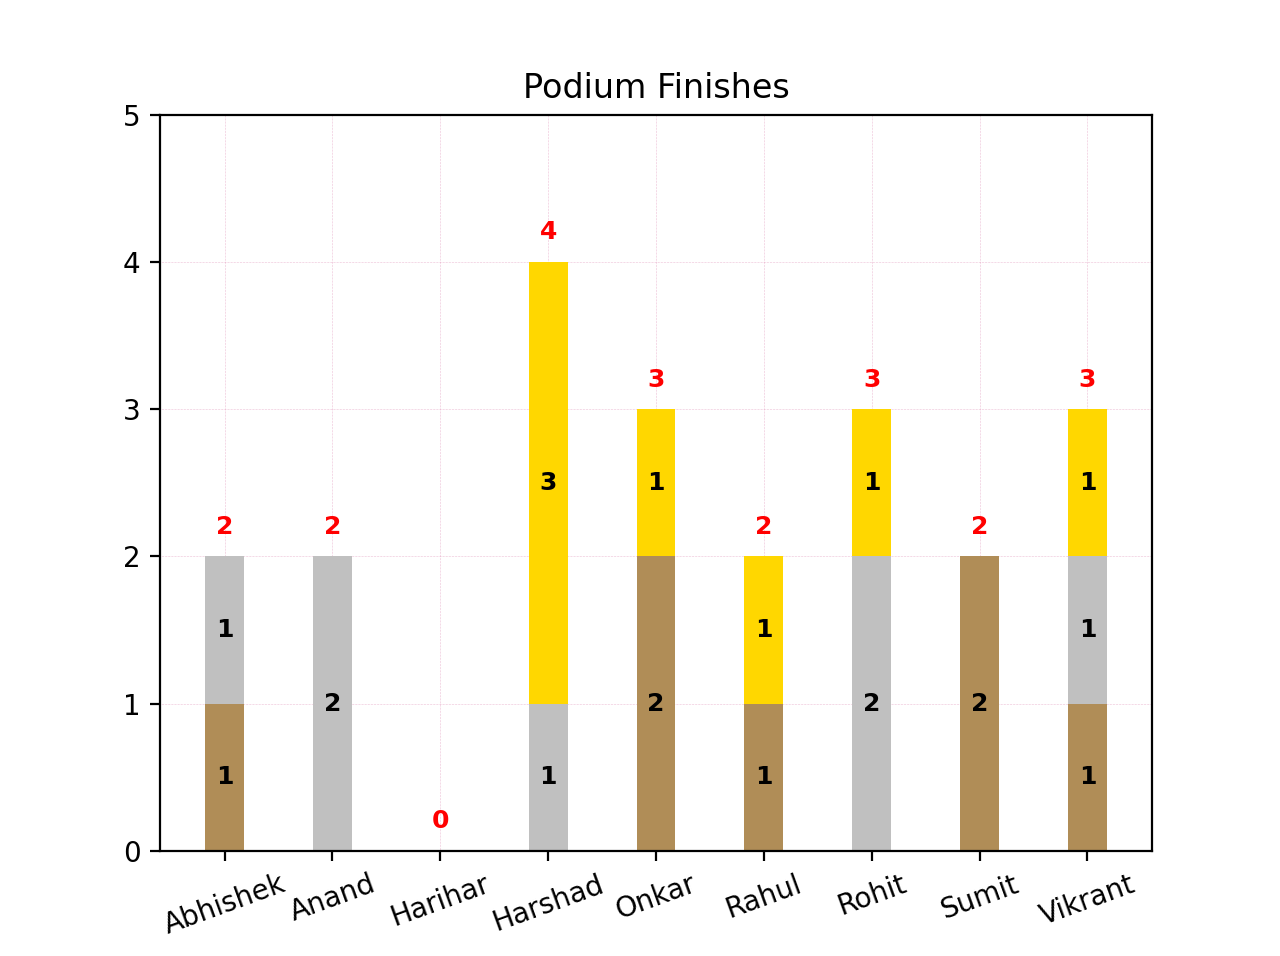 Podium Finishes
5
4
4
3 3 3
3
3 1 1 1
2 2 2 2
2
1 1 1
1
2 2 2 2
1 1 1 1
0
0
Abhishek Anand Harihar Harshad Onkar Rahul Rohit Sumit Vikrant